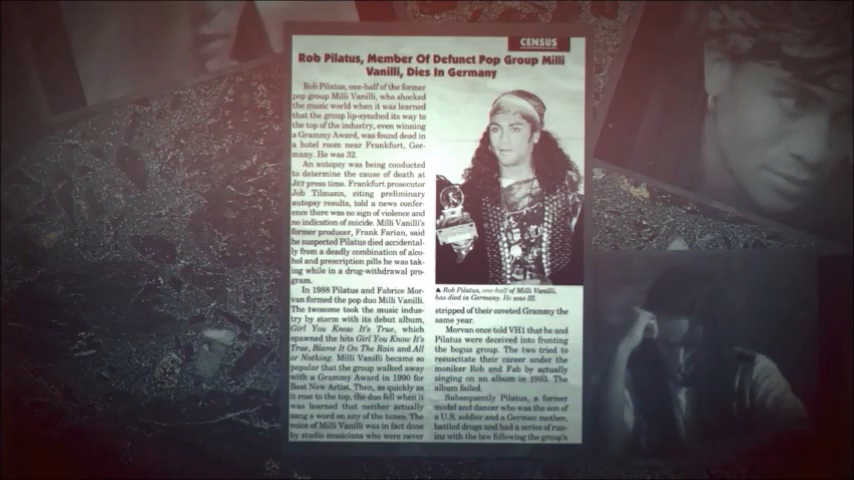 CENSUS
Rob Pilatus, Member Of Defunct Pop Group Milli
Vanilli, Dies In Germany
Rob Pilatus, one-half of the former
pop group Milli Vanilli, who shocked
the music world when it was learned
that the group lip-synched its way to
the top of the industry, even winning
a Grammy Award, was found dead in
a hotel room near Frankfurt, Ger-
many. He was 32.
An autopsy was being conducted
to determine the cause of death at
JET press time. Frankfurt prosecutor
Job Tilmann, citing preliminary
autopsy results, told a news confer-
ence there was no sign of violence and
no indication of suicide. Milli Vanilli's
former producer, Frank Farian, said
he suspected Pilatus died accidental-
ly from a deadly combination of alco-
hol and prescription pills he was tak-
ing while in a drug-withdrawal pro-
gram.
In 1988 Pilatus and Fabrice Mor-
van formed the pop duo Milli Vanilli.
The twosome took the music indus-
try by storm with its debut album,
Girl You Know It's True, which
spawned the hits Girl You Know It's
True, Blame It On The Rain and All
or Nothing. Milli Vanilli became so
popular that the group walked away
with a Grammy Award in 1990 for
Best New Artist. Then, as quickly as
it rose to the top, the duo fell when it
was learned that neither actually
sang a word on any of the tunes. The
voice of Milli Vanilli was in fact done
by studio musicians who were never
▲ Rob Pilatus, one-half of Milli Vanilli,
has died in Germany. He was 32.
stripped of their coveted Grammy the
same year.
Morvan once told VH1 that he and
Pilatus were deceived into fronting
the bogus group. The two tried to
resuscitate their career under the
moniker Rob and Fab by actually
singing on an album in 1993. The
album failed.
Subsequently Pilatus, a former
model and dancer who was the son of
a U.S. soldier and a German mother,
battled drugs and had a series of run-
ins with the law following the group's